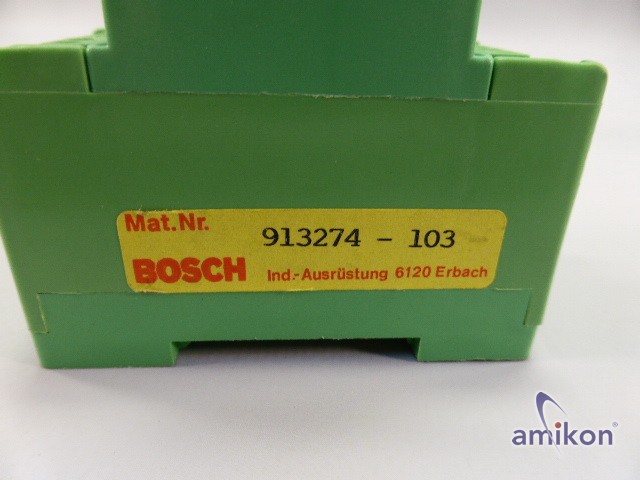 Mat.Nr.
913274 - 103
BOSCH
Ind.-Ausrüstung 6120 Erbach
amikon